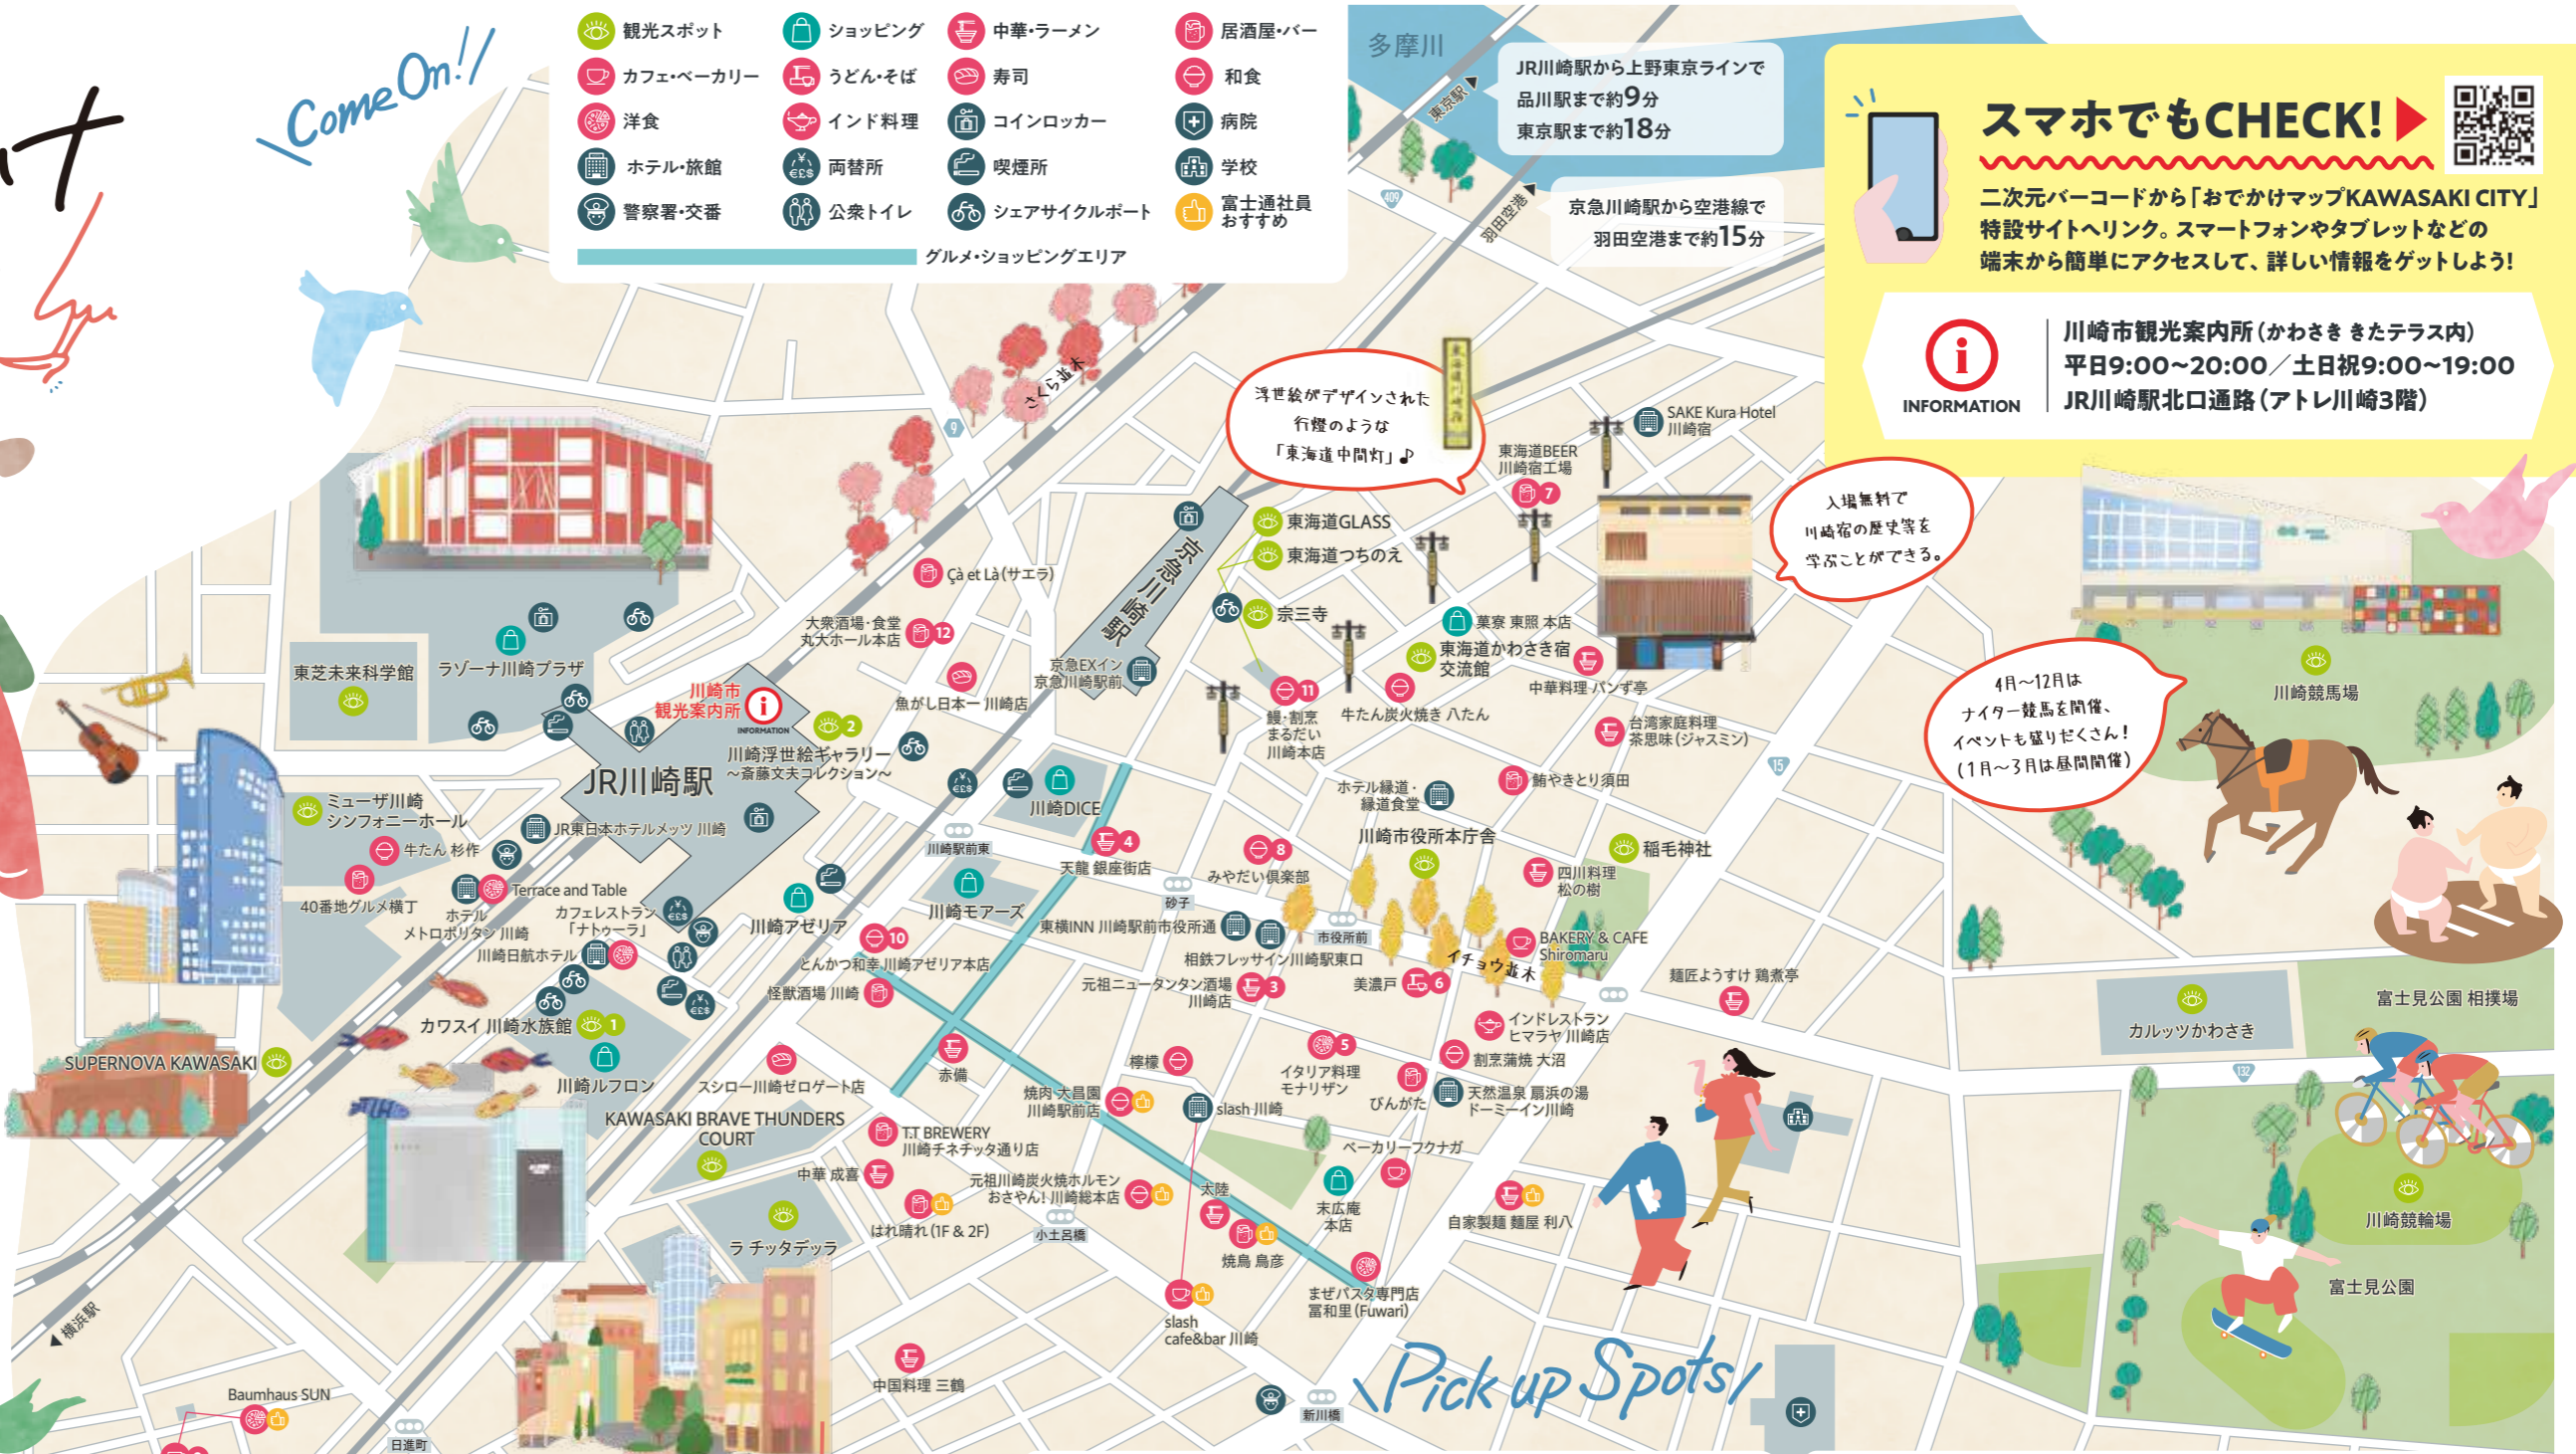 Come On!!
観光スポット
ショッピング
中華・ラーメン
居酒屋・バー
カフェ・ベーカリー
うどん・そば
寿司
和食
洋食
インド料理
コインロッカー
病院
ホテル・旅館
両替所
喫煙所
学校
警察署・交番
公衆トイレ
シェアサイクルポート
富士通社員
おすすめ
グルメ・ショッピングエリア
多摩川
東京駅
JR川崎駅から上野東京ラインで
品川駅まで約9分
東京駅まで約18分
409
羽田空港
京急川崎駅から空港線で
羽田空港まで約15分
スマホでもCHECK!
二次元バーコードから「おでかけマップKAWASAKI CITY」
特設サイトへリンク。スマートフォンやタブレットなどの
端末から簡単にアクセスして、詳しい情報をゲットしよう!
i
INFORMATION
川崎市観光案内所(かわさき きたテラス内)
平日9:00~20:00/土日祝9:00~19:00
JR川崎駅北口通路(アトレ川崎3階)
さくら並木
9
浮世絵がデザインされた
行燈のような
「東海道中間灯」♪
SAKE Kura Hotel
川崎宿
東海道BEER
川崎宿工場
7
入場無料で
川崎宿の歴史等を
学ぶことができる。
京急川崎駅
東海道GLASS
東海道つちのえ
宗三寺
Çà et Là(サエラ)
大衆酒場・食堂
丸大ホール本店
12
京急EXイン
京急川崎駅前
菓寮 東照 本店
東海道かわさき宿
交流館
中華料理 パンず亭
魚がし日本一 川崎店
11
鰻・割烹
まるだい
川崎本店
牛たん炭火焼き 八たん
台湾家庭料理
茶思味(ジャスミン)
4月~12月は
ナイター競馬を開催、
イベントも盛りだくさん!
(1月~3月は昼間開催)
川崎競馬場
東芝未来科学館
ラゾーナ川崎プラザ
川崎市
観光案内所
i
INFORMATION
2
川崎浮世絵ギャラリー
~斎藤文夫コレクション~
JR川崎駅
15
川崎DICE
ホテル縁道・
縁道食堂
鮪やきとり須田
ミューザ川崎
シンフォニーホール
JR東日本ホテルメッツ 川崎
川崎駅前東
4
天龍 銀座街店
8
みやだい倶楽部
川崎市役所本庁舎
稲毛神社
牛たん 杉作
40番地グルメ横丁
Terrace and Table
ホテル
メトロポリタン 川崎
カフェレストラン
「ナトゥーラ」
川崎日航ホテル
川崎アゼリア
川崎モアーズ
砂子
四川料理
松の樹
東横INN 川崎駅前市役所通
市役所前
10
とんかつ和幸 川崎アゼリア本店
相鉄フレッサイン川崎駅東口
イチョウ並木
BAKERY & CAFE
Shiromaru
怪獣酒場 川崎
元祖ニュータンタン酒場
川崎店
3
美濃戸
6
麺匠ようすけ 鶏煮亭
カワスイ 川崎水族館
1
インドレストラン
ヒマラヤ 川崎店
カルッツかわさき
富士見公園 相撲場
SUPERNOVA KAWASAKI
川崎ルフロン
スシロー川崎ゼロゲート店
赤備
檸檬
5
イタリア料理
モナリザン
割烹蒲焼 大沼
132
焼肉 大昌園
川崎駅前店
slash 川崎
びんがた
天然温泉 扇浜の湯
ドーミーイン川崎
KAWASAKI BRAVE THUNDERS
COURT
T.T BREWERY
川崎チネチッタ通り店
ベーカリーフクナガ
中華 成喜
元祖川崎炭火焼ホルモン
おさやん! 川崎総本店
太陸
末広庵
本店
自家製麺 麺屋 利八
はれ晴れ(1F & 2F)
小土呂橋
焼鳥 鳥彦
ラ チッタデッラ
川崎競輪場
富士見公園
まぜパスタ専門店
冨和里(Fuwari)
slash
cafe&bar 川崎
横浜駅
中国料理 三鶴
Pick up Spots
Baumhaus SUN
日進町
新川橋